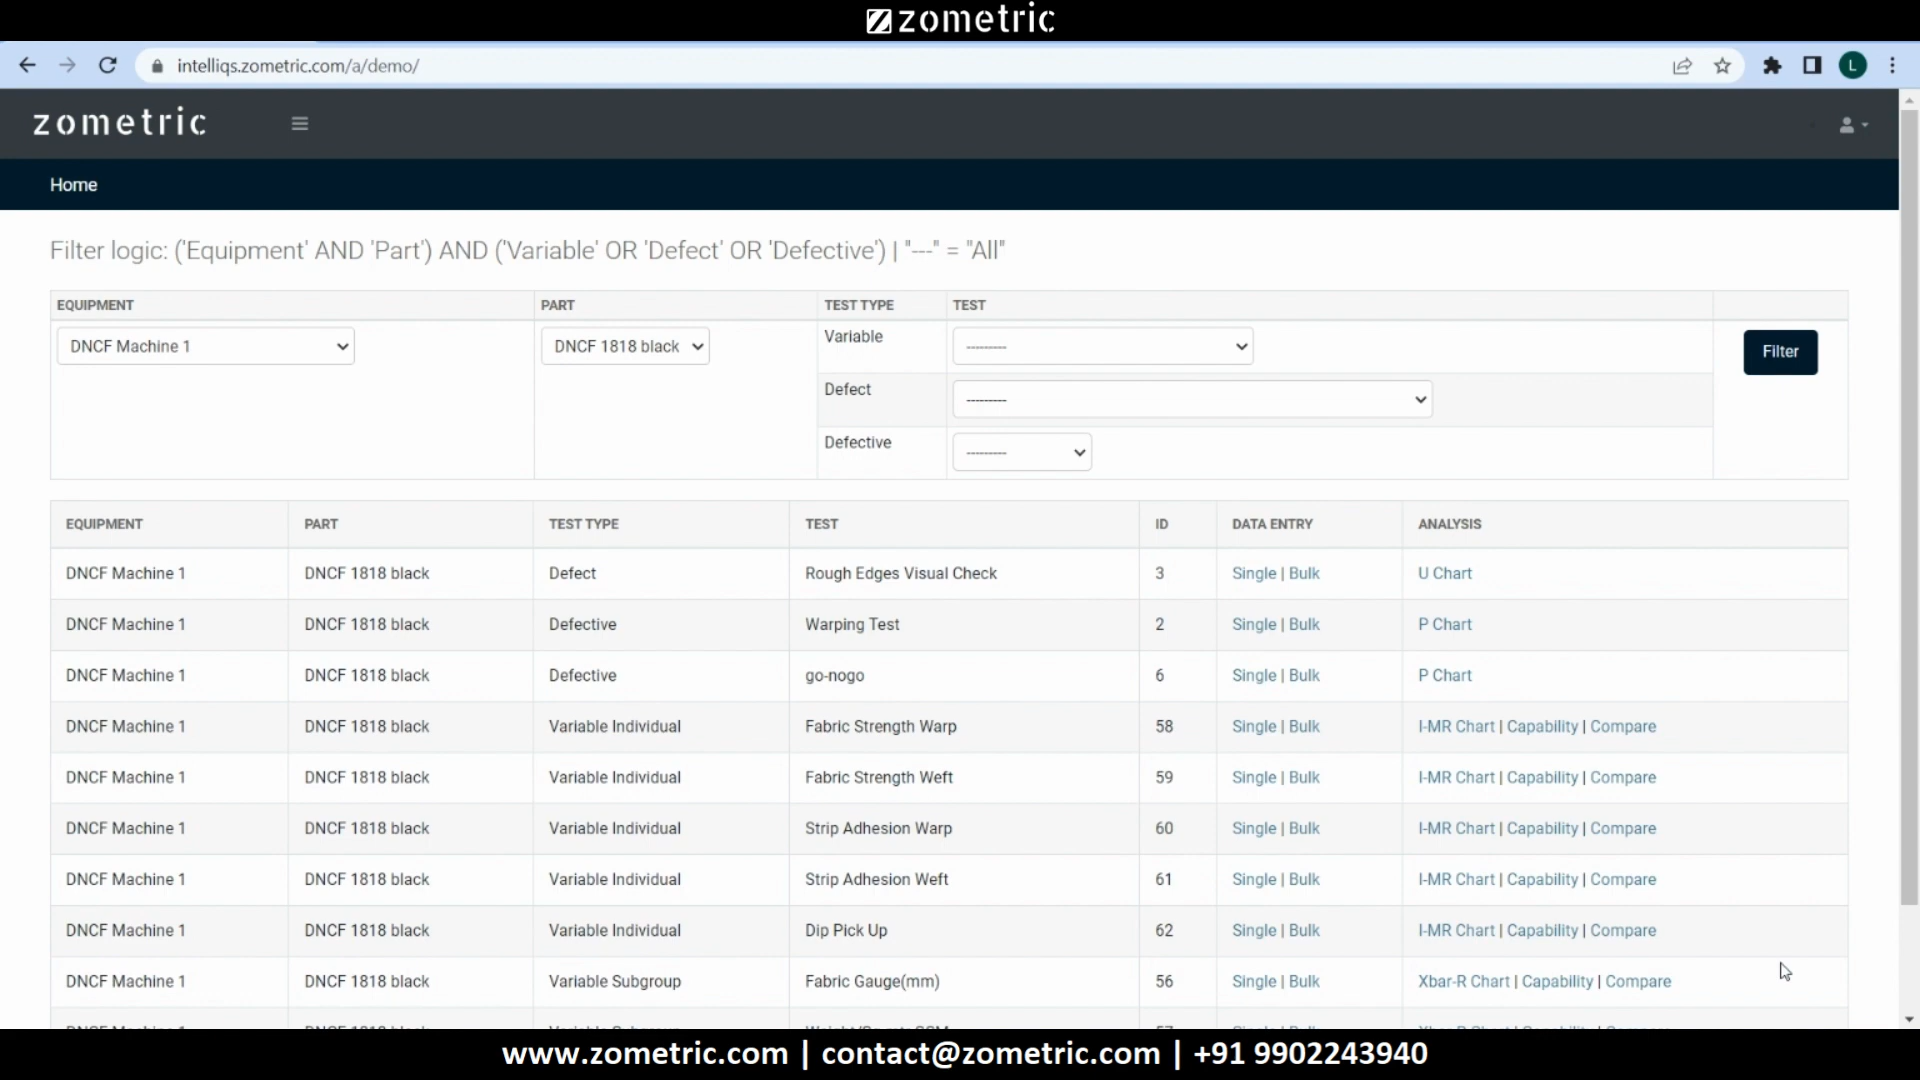 zometric
intelliqs.zometric.com/a/demo/
L
zometric
Home
Filter logic: ('Equipment' AND 'Part') AND ('Variable' OR 'Defect' OR 'Defective') | "---" = "All"
EQUIPMENT PART TEST TYPE TEST
DNCF Machine 1 DNCF 1818 black Variable ---------
Filter
Defect ---------
Defective ---------
EQUIPMENT PART TEST TYPE TEST ID DATA ENTRY ANALYSIS
DNCF Machine 1 DNCF 1818 black Defect Rough Edges Visual Check 3 Single | Bulk U Chart
DNCF Machine 1 DNCF 1818 black Defective Warping Test 2 Single | Bulk P Chart
DNCF Machine 1 DNCF 1818 black Defective go-nogo 6 Single | Bulk P Chart
DNCF Machine 1 DNCF 1818 black Variable Individual Fabric Strength Warp 58 Single | Bulk I-MR Chart | Capability | Compare
DNCF Machine 1 DNCF 1818 black Variable Individual Fabric Strength Weft 59 Single | Bulk I-MR Chart | Capability | Compare
DNCF Machine 1 DNCF 1818 black Variable Individual Strip Adhesion Warp 60 Single | Bulk I-MR Chart | Capability | Compare
DNCF Machine 1 DNCF 1818 black Variable Individual Strip Adhesion Weft 61 Single | Bulk I-MR Chart | Capability | Compare
DNCF Machine 1 DNCF 1818 black Variable Individual Dip Pick Up 62 Single | Bulk I-MR Chart | Capability | Compare
DNCF Machine 1 DNCF 1818 black Variable Subgroup Fabric Gauge(mm) 56 Single | Bulk Xbar-R Chart | Capability | Compare
www.zometric.com | contact@zometric.com | +91 9902243940